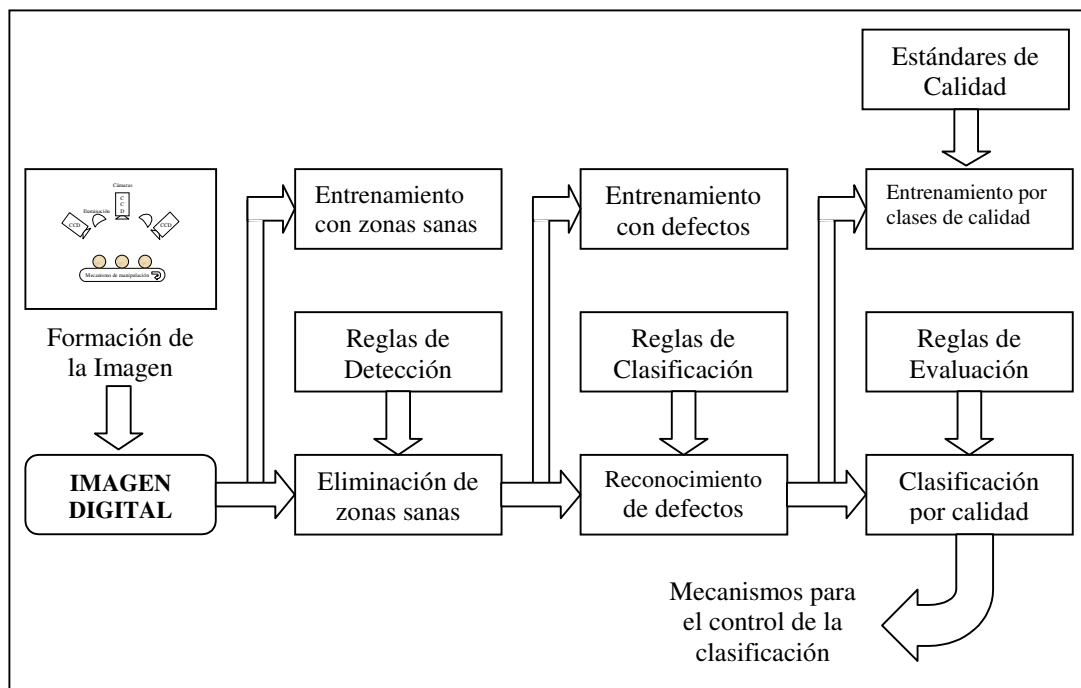 Estándares de
Calidad
Cámaras
C
C
D
Iluminación
CCD
CCD
Mecanismo de manipulación
Entrenamiento
con zonas sanas
Entrenamiento
con defectos
Entrenamiento por
clases de calidad
Formación de
la Imagen
Reglas de
Detección
Reglas de
Clasificación
Reglas de
Evaluación
IMAGEN
DIGITAL
Eliminación de
zonas sanas
Reconocimiento
de defectos
Clasificación
por calidad
Mecanismos para
el control de la
clasificación